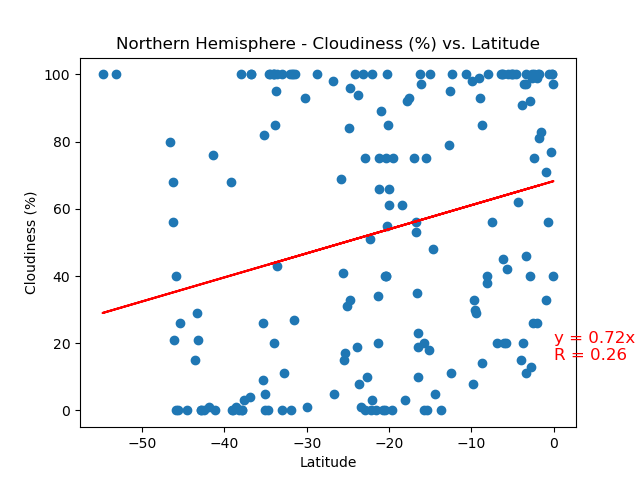 Northern Hemisphere - Cloudiness (%) vs. Latitude
100
80
60
40
20
0
Cloudiness (%)
y = 0.72x
R = 0.26
−50
−40
−30
−20
−10
0
Latitude